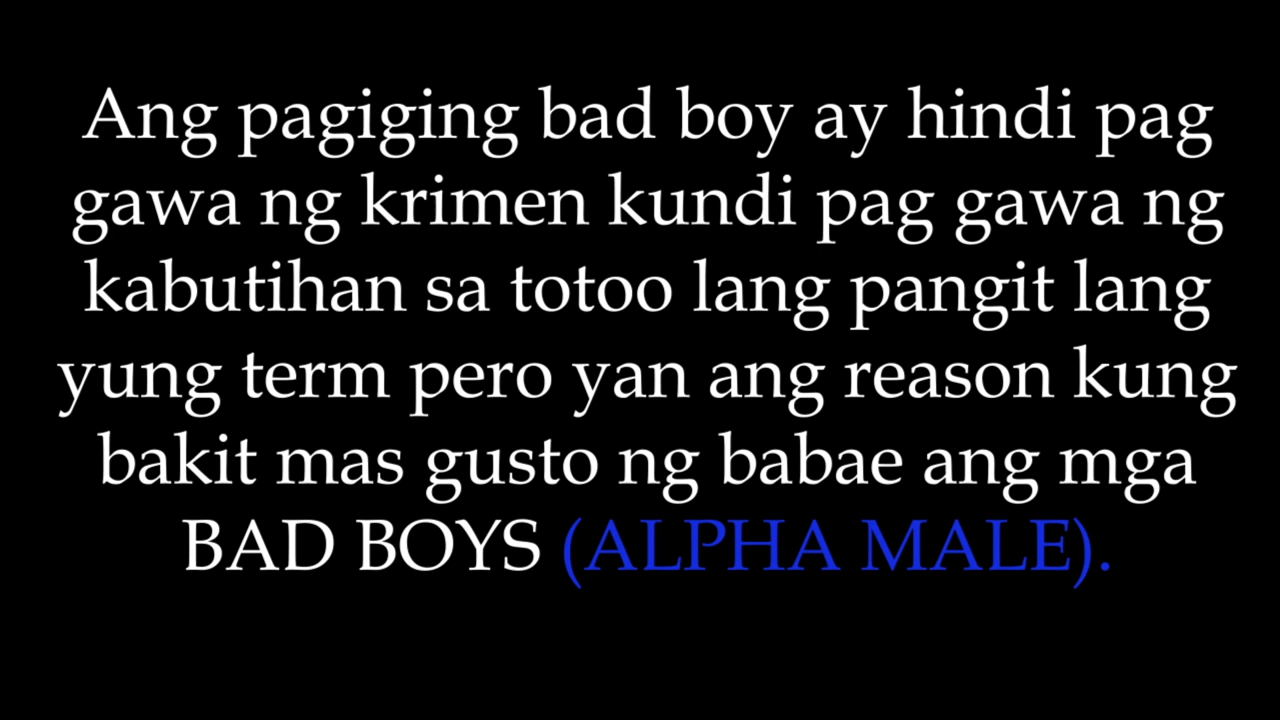 Ang pagiging bad boy ay hindi pag
gawa ng krimen kundi pag gawa ng
kabutihan sa totoo lang pangit lang
yung term pero yan ang reason kung
bakit mas gusto ng babae ang mga
BAD BOYS (ALPHA MALE).